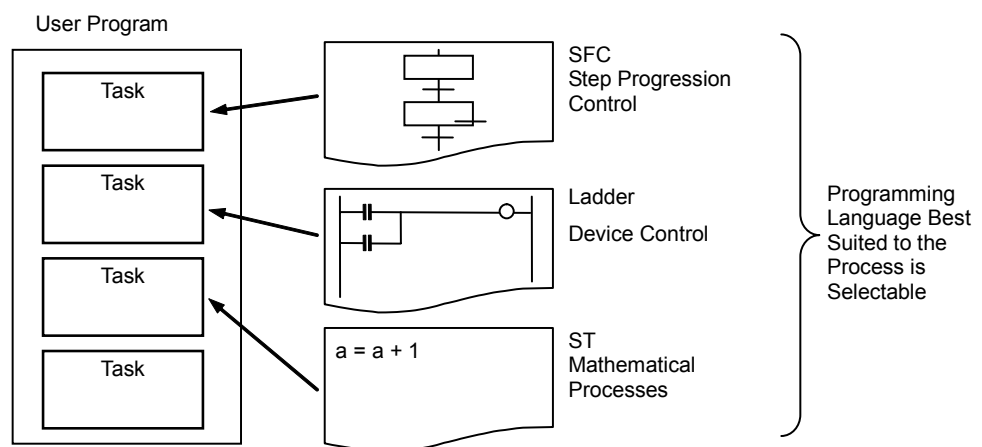 User Program
Task
Task
Task
Task
SFC
Step Progression
Control
Ladder
Device Control
a = a + 1
ST
Mathematical
Processes
Programming
Language Best
Suited to the
Process is
Selectable